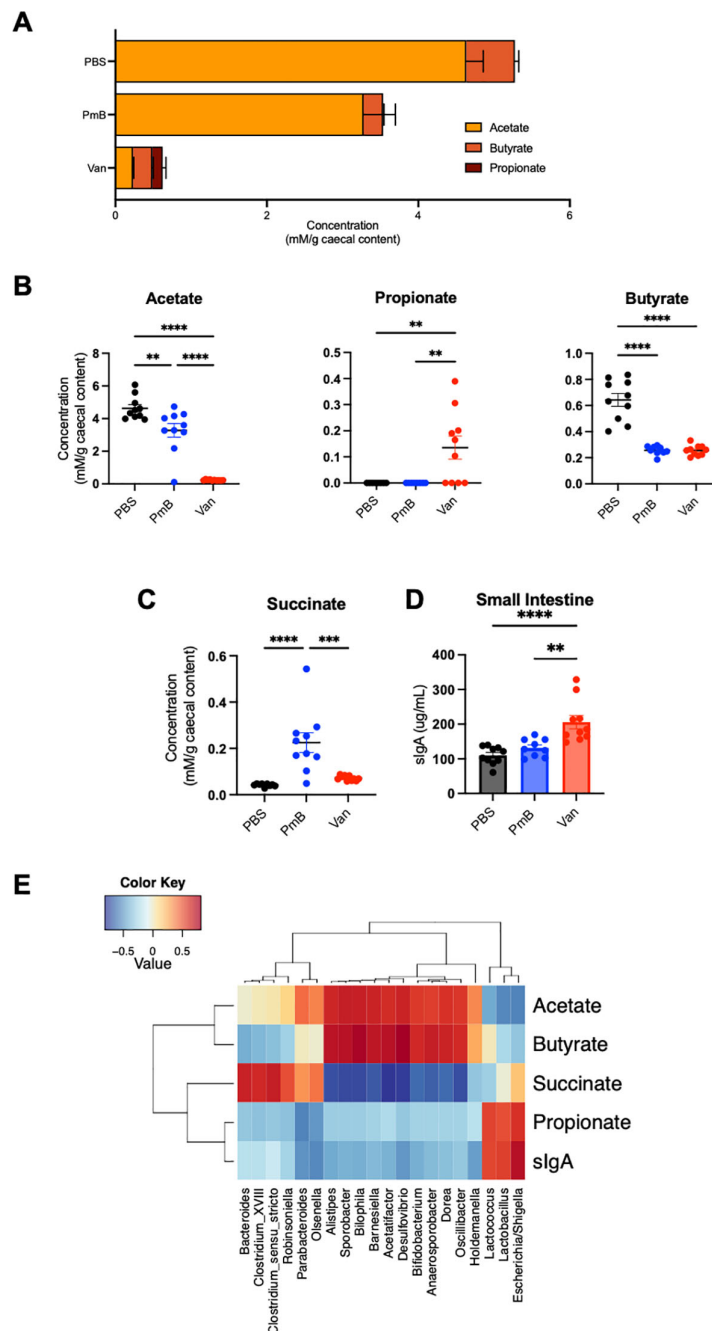 A
PBS
PmB
Van
Acetate
Butyrate
Propionate
0 2 4 6
Concentration
(mM/g caecal content)
B
Acetate
Propionate
Butyrate
****
** ****
**
**
****
****
Concentration
(mM/g caecal content)
8
6
4
2
0
PBS PmB Van
0.5
0.4
0.3
0.2
0.1
0.0
PBS PmB Van
1.0
0.8
0.6
0.4
0.2
0.0
PBS PmB Van
C
Succinate
**** ***
Concentration
(mM/g caecal content)
0.6
0.4
0.2
0.0
PBS PmB Van
D
Small Intestine
****
**
sIgA (ug/mL)
400
300
200
100
0
PBS PmB Van
E
Color Key
−0.5 0 0.5
Value
Acetate
Butyrate
Succinate
Propionate
sIgA
Bacteroides
Clostridium_XVIII
Clostridium_sensu_stricto
Robinsoniella
Parabacteroides
Olsenella
Alistipes
Sporobacter
Bilophila
Barnesiella
Acetatifactor
Desulfovibrio
Bifidobacterium
Anaerosporobacter
Dorea
Oscillibacter
Holdemanella
Lactococcus
Lactobacillus
Escherichia/Shigella